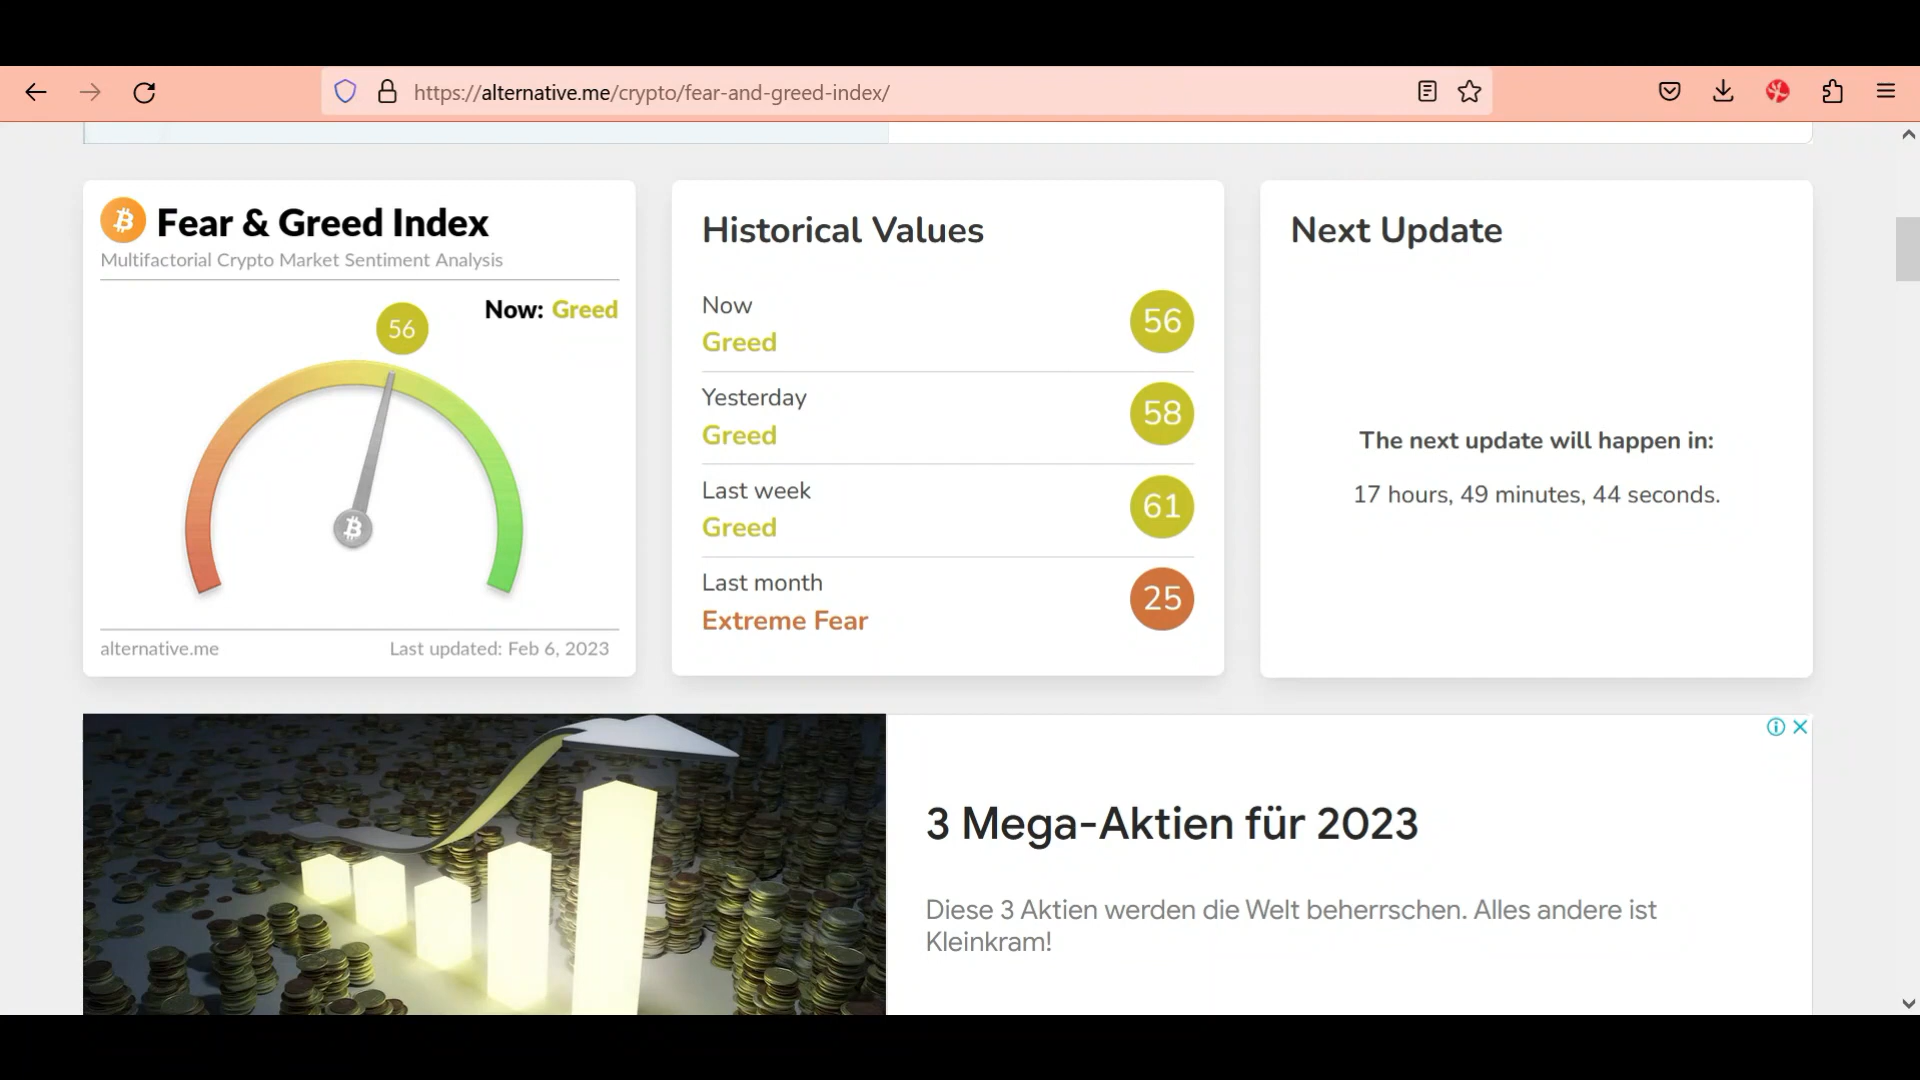 https://alternative.me/crypto/fear-and-greed-index/
Fear & Greed Index
Multifactorial Crypto Market Sentiment Analysis
Now: Greed
56
alternative.me
Last updated: Feb 6, 2023
Historical Values
Now
Greed
56
Yesterday
Greed
58
Last week
Greed
61
Last month
Extreme Fear
25
Next Update
The next update will happen in:
17 hours, 49 minutes, 44 seconds.
3 Mega-Aktien für 2023
Diese 3 Aktien werden die Welt beherrschen. Alles andere ist
Kleinkram!